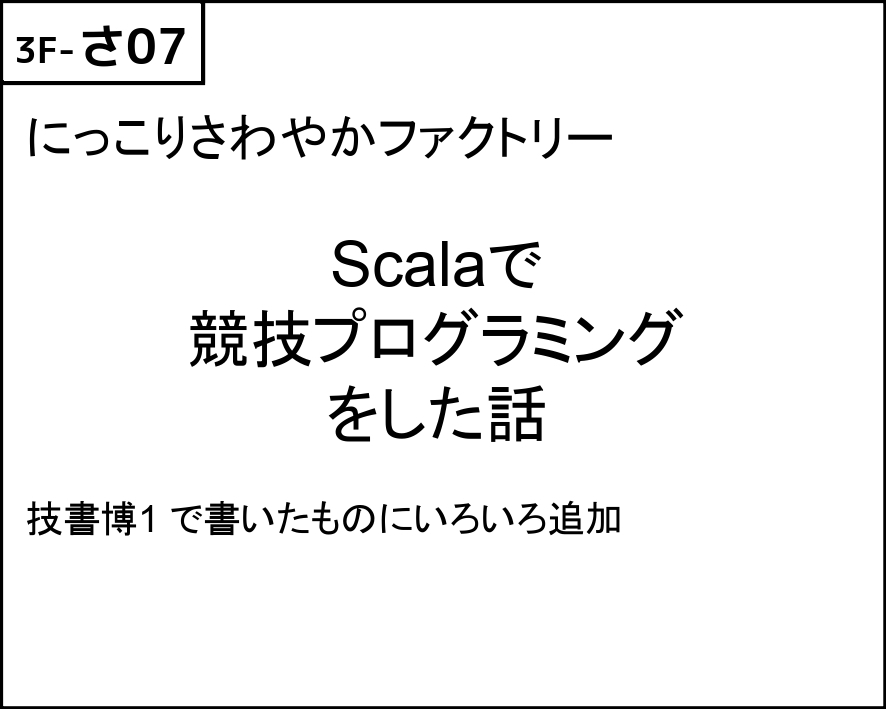 3F-さ07
にっこりさわやかファクトリー
Scalaで
競技プログラミング
をした話
技書博1 で書いたものにいろいろ追加